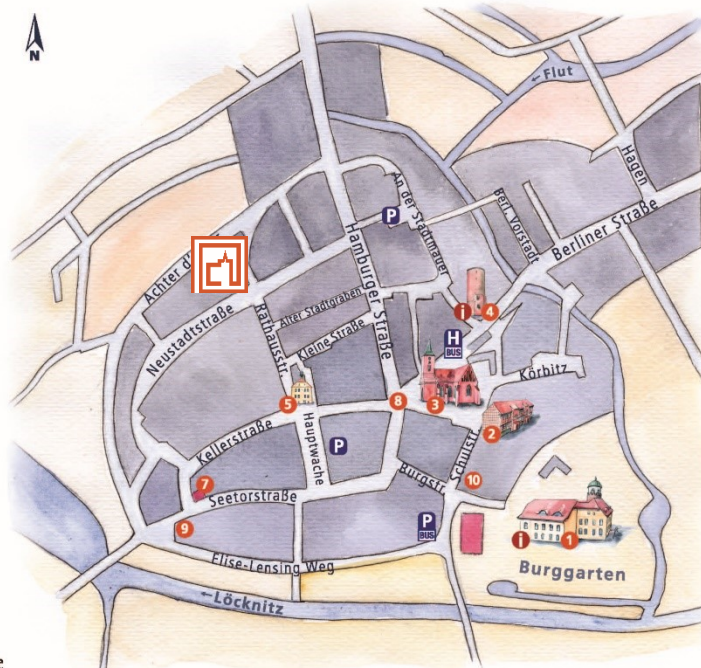 N
←Flut
Hagen
An der Stadtmauer
Berl. Vorstadt
P
Berliner Straße
Hamburger Straße
Achter d'
Neustadtstraße
Rathausstr.
Alter Stadtgraben
Kleine Straße
i
4
H
BUS
Körbitz
5
8
3
2
Hauptwache
Kellerstraße
P
Schulstr.
Burgstr.
10
7
Seetorstraße
9
P
BUS
i
1
Elise-Lensing Weg
Burggarten
←Löcknitz